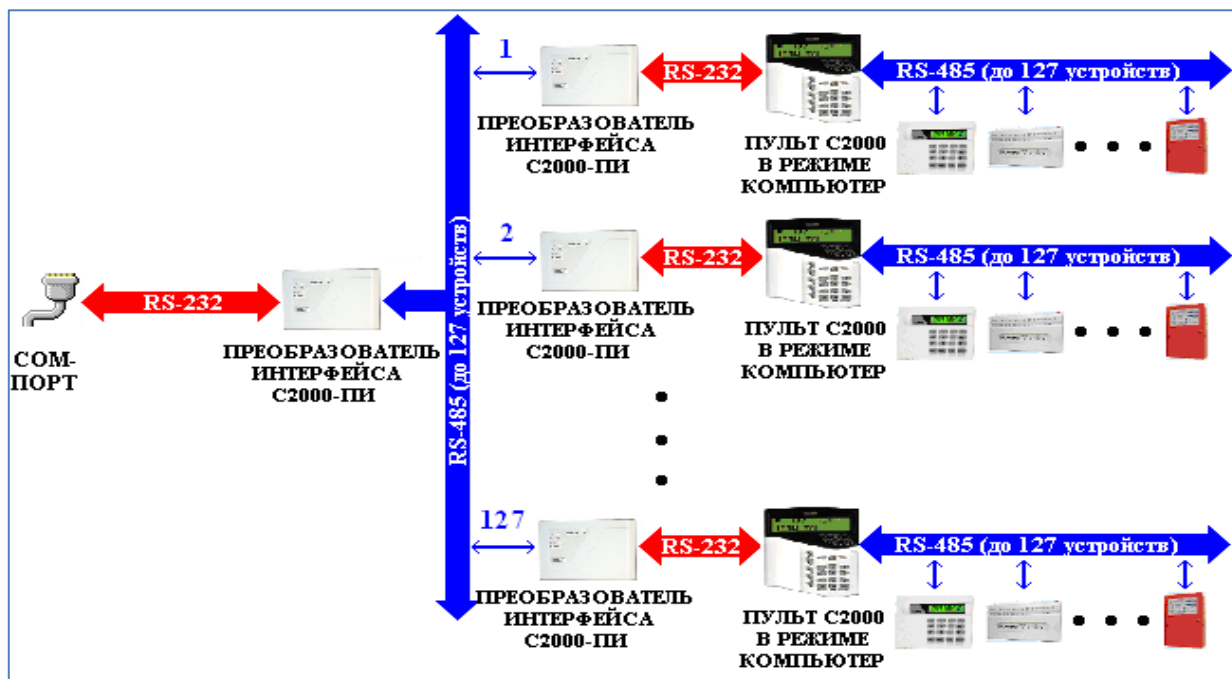 1
RS-232
RS-485 (до 127 устройств)
ПРЕОБРАЗОВАТЕЛЬ
ИНТЕРФЕЙСА
С2000-ПИ
ПУЛЬТ С2000
В РЕЖИМЕ
КОМПЬЮТЕР
2
RS-232
RS-485 (до 127 устройств)
ПРЕОБРАЗОВАТЕЛЬ
ИНТЕРФЕЙСА
С2000-ПИ
ПУЛЬТ С2000
В РЕЖИМЕ
КОМПЬЮТЕР
RS-232
COM-
ПОРТ
ПРЕОБРАЗОВАТЕЛЬ
ИНТЕРФЕЙСА
С2000-ПИ
RS-485 (до 127 устройств)
127
RS-232
RS-485 (до 127 устройств)
ПРЕОБРАЗОВАТЕЛЬ
ИНТЕРФЕЙСА
С2000-ПИ
ПУЛЬТ С2000
В РЕЖИМЕ
КОМПЬЮТЕР